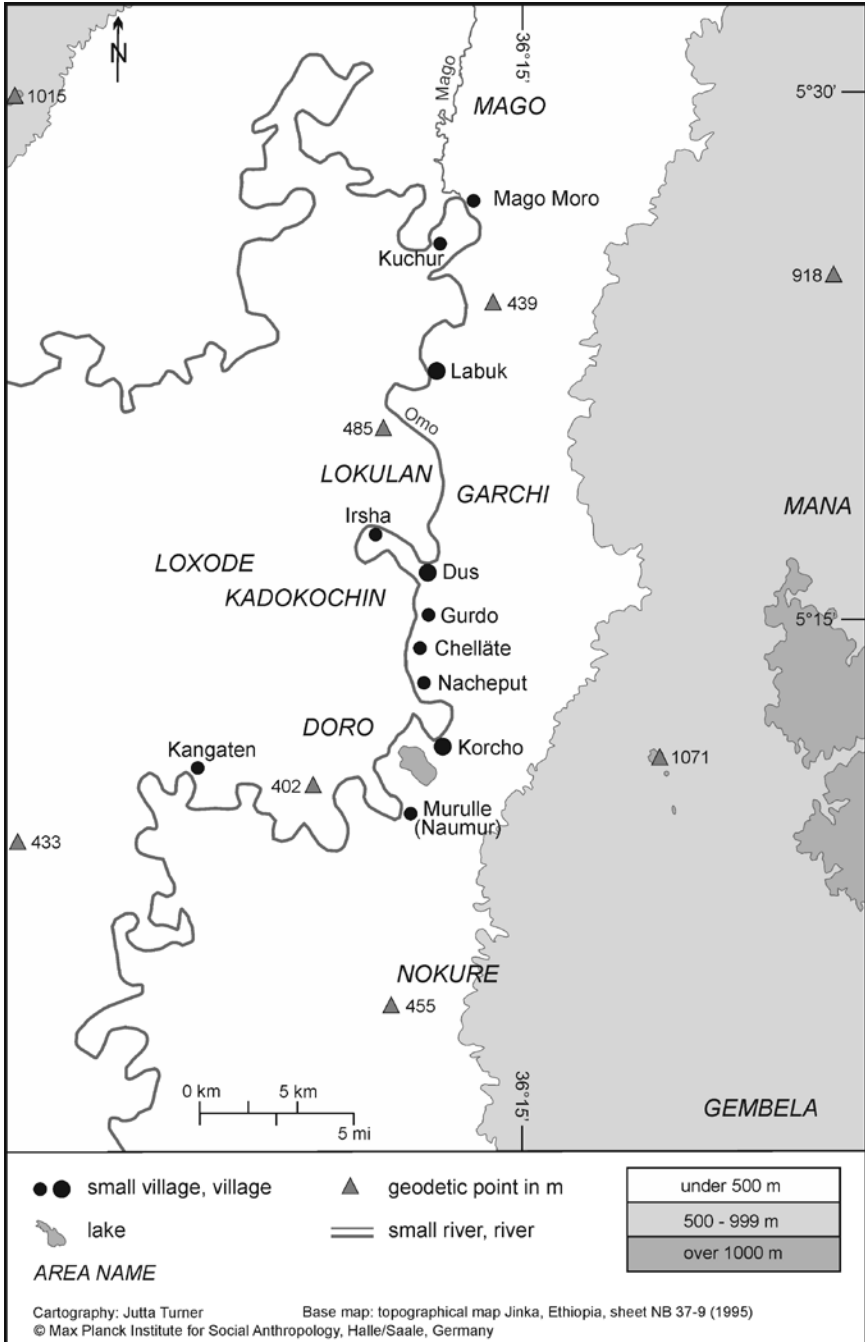 N
36°15'
5°30'
1015
Mago
MAGO
Mago Moro
Kuchur
918
439
Labuk
Omo
485
LOKULAN
GARCHI
MANA
Irsha
LOXODE
Dus
KADOKOCHIN
Gurdo
5°15'
Chelläte
Nacheput
DORO
Korcho
Kangaten
1071
402
Murulle
(Naumur)
433
NOKURE
455
36°15'
0 km 5 km
5 mi
GEMBELA
small village, village
geodetic point in m
under 500 m
lake
small river, river
500 - 999 m
over 1000 m
AREA NAME
Cartography: Jutta Turner Base map: topographical map Jinka, Ethiopia, sheet NB 37-9 (1995)
© Max Planck Institute for Social Anthropology, Halle/Saale, Germany